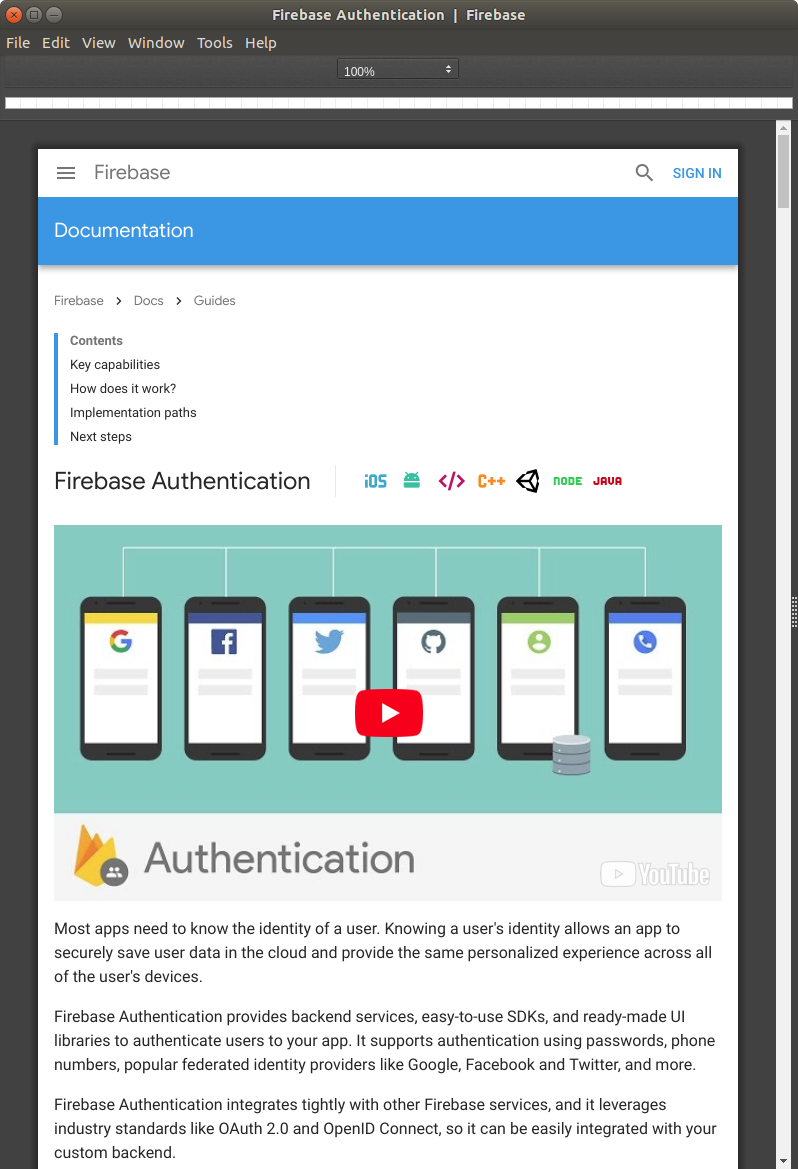 Firebase Authentication | Firebase
File Edit View Window Tools Help
100%
Firebase
SIGN IN
Documentation
Firebase > Docs > Guides
Contents
Key capabilities
How does it work?
Implementation paths
Next steps
Firebase Authentication
iOS </> C++ NODE JAVA
Authentication
YouTube
Most apps need to know the identity of a user. Knowing a user's identity allows an app to
securely save user data in the cloud and provide the same personalized experience across all
of the user's devices.
Firebase Authentication provides backend services, easy-to-use SDKs, and ready-made UI
libraries to authenticate users to your app. It supports authentication using passwords, phone
numbers, popular federated identity providers like Google, Facebook and Twitter, and more.
Firebase Authentication integrates tightly with other Firebase services, and it leverages
industry standards like OAuth 2.0 and OpenID Connect, so it can be easily integrated with your
custom backend.